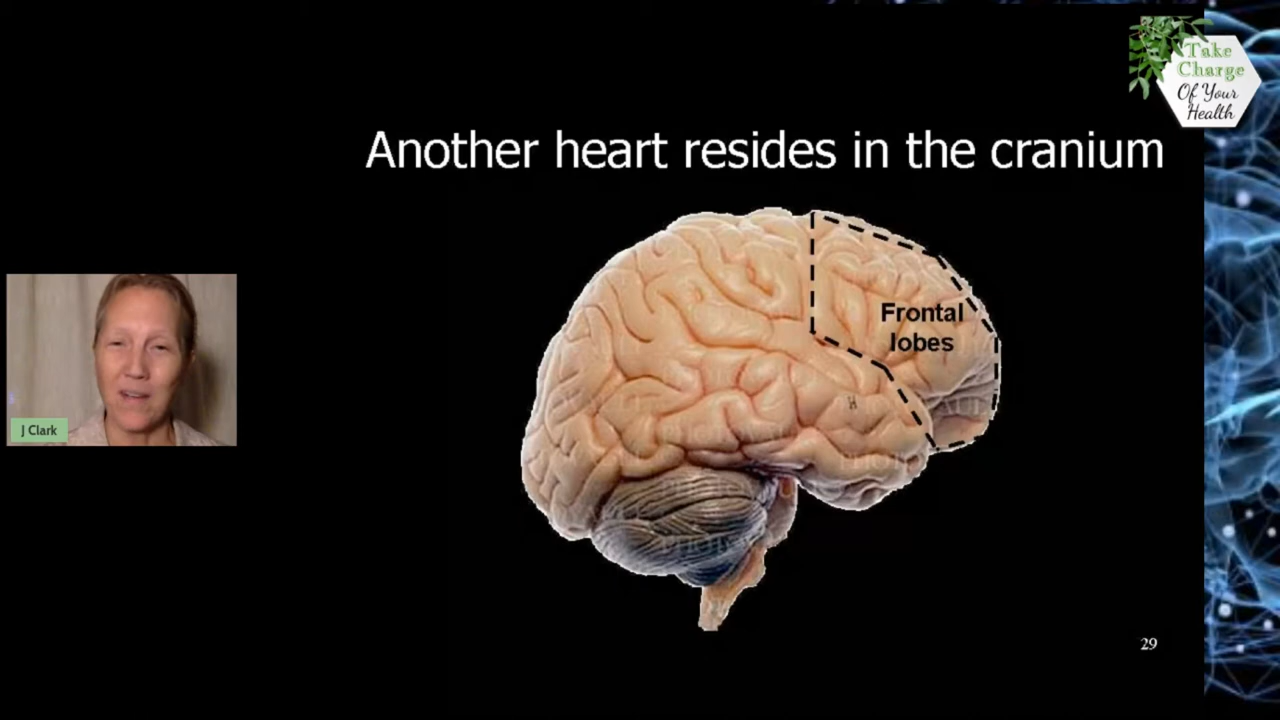 Take
Charge
Of Your
Health
Another heart resides in the cranium
Frontal
lobes
J Clark
29